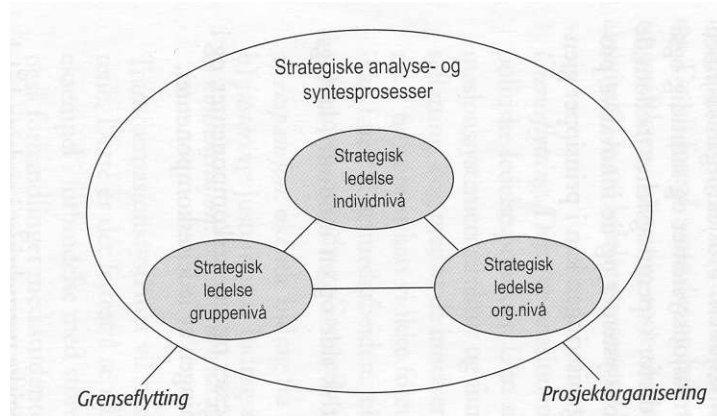 Strategiske analyse- og
syntesprosesser
Strategisk
ledelse
individnivå
Strategisk
ledelse
gruppenivå
Strategisk
ledelse
org.nivå
Grenseflytting
Prosjektorganisering